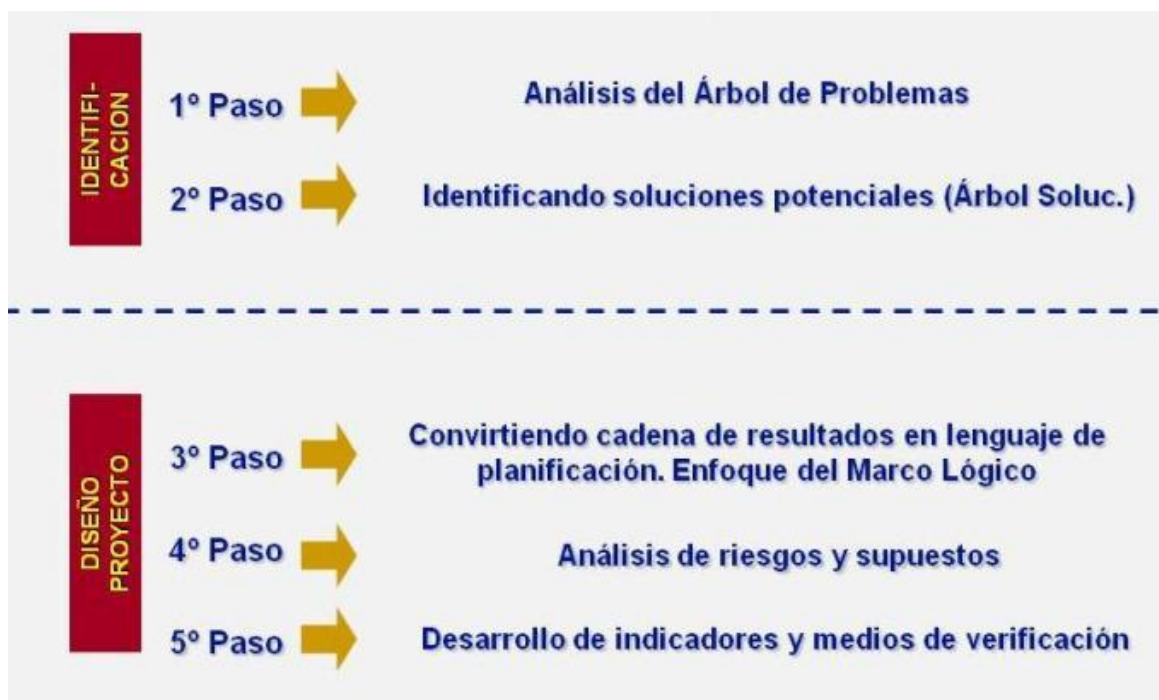 IDENTIFI-
CACION
1º Paso
Análisis del Árbol de Problemas
2º Paso
Identificando soluciones potenciales (Árbol Soluc.)
DISEÑO
PROYECTO
3º Paso
Convirtiendo cadena de resultados en lenguaje de
planificación. Enfoque del Marco Lógico
4º Paso
Análisis de riesgos y supuestos
5º Paso
Desarrollo de indicadores y medios de verificación